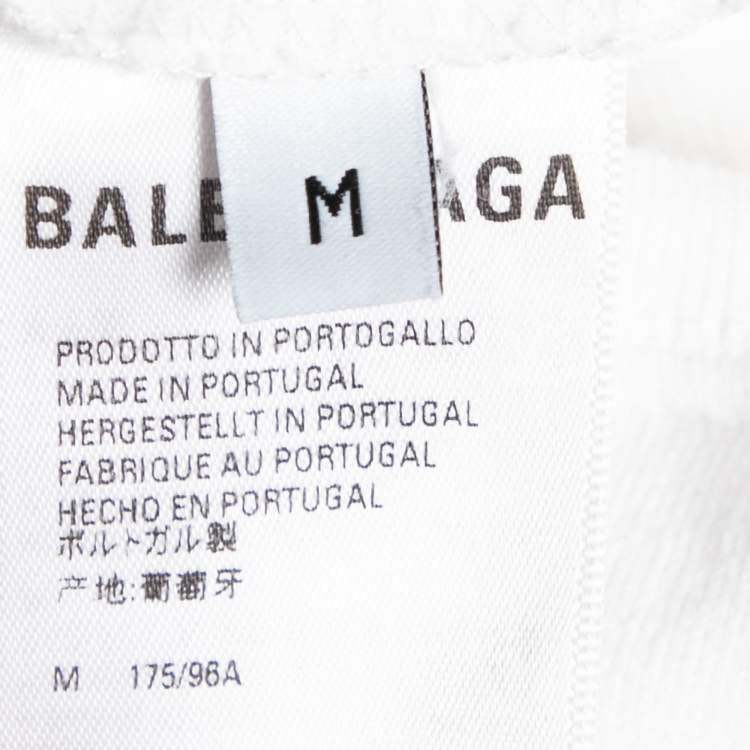 BALE AGA
M
PRODOTTO IN PORTOGALLO
MADE IN PORTUGAL
HERGESTELLT IN PORTUGAL
FABRIQUE AU PORTUGAL
HECHO EN PORTUGAL
ポルトガル製
产地:葡萄牙
M 175/96A